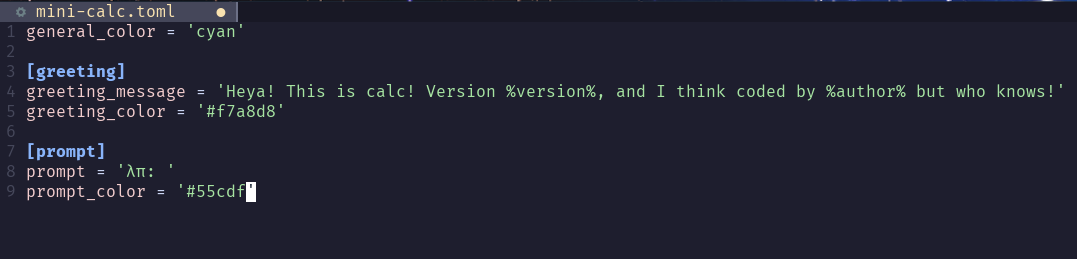 mini-calc.toml
1 general_color = 'cyan'
2
3 [greeting]
4 greeting_message = 'Heya! This is calc! Version %version%, and I think coded by %author% but who knows!'
5 greeting_color = '#f7a8d8'
6
7 [prompt]
8 prompt = 'λπ: '
9 prompt_color = '#55cdf'